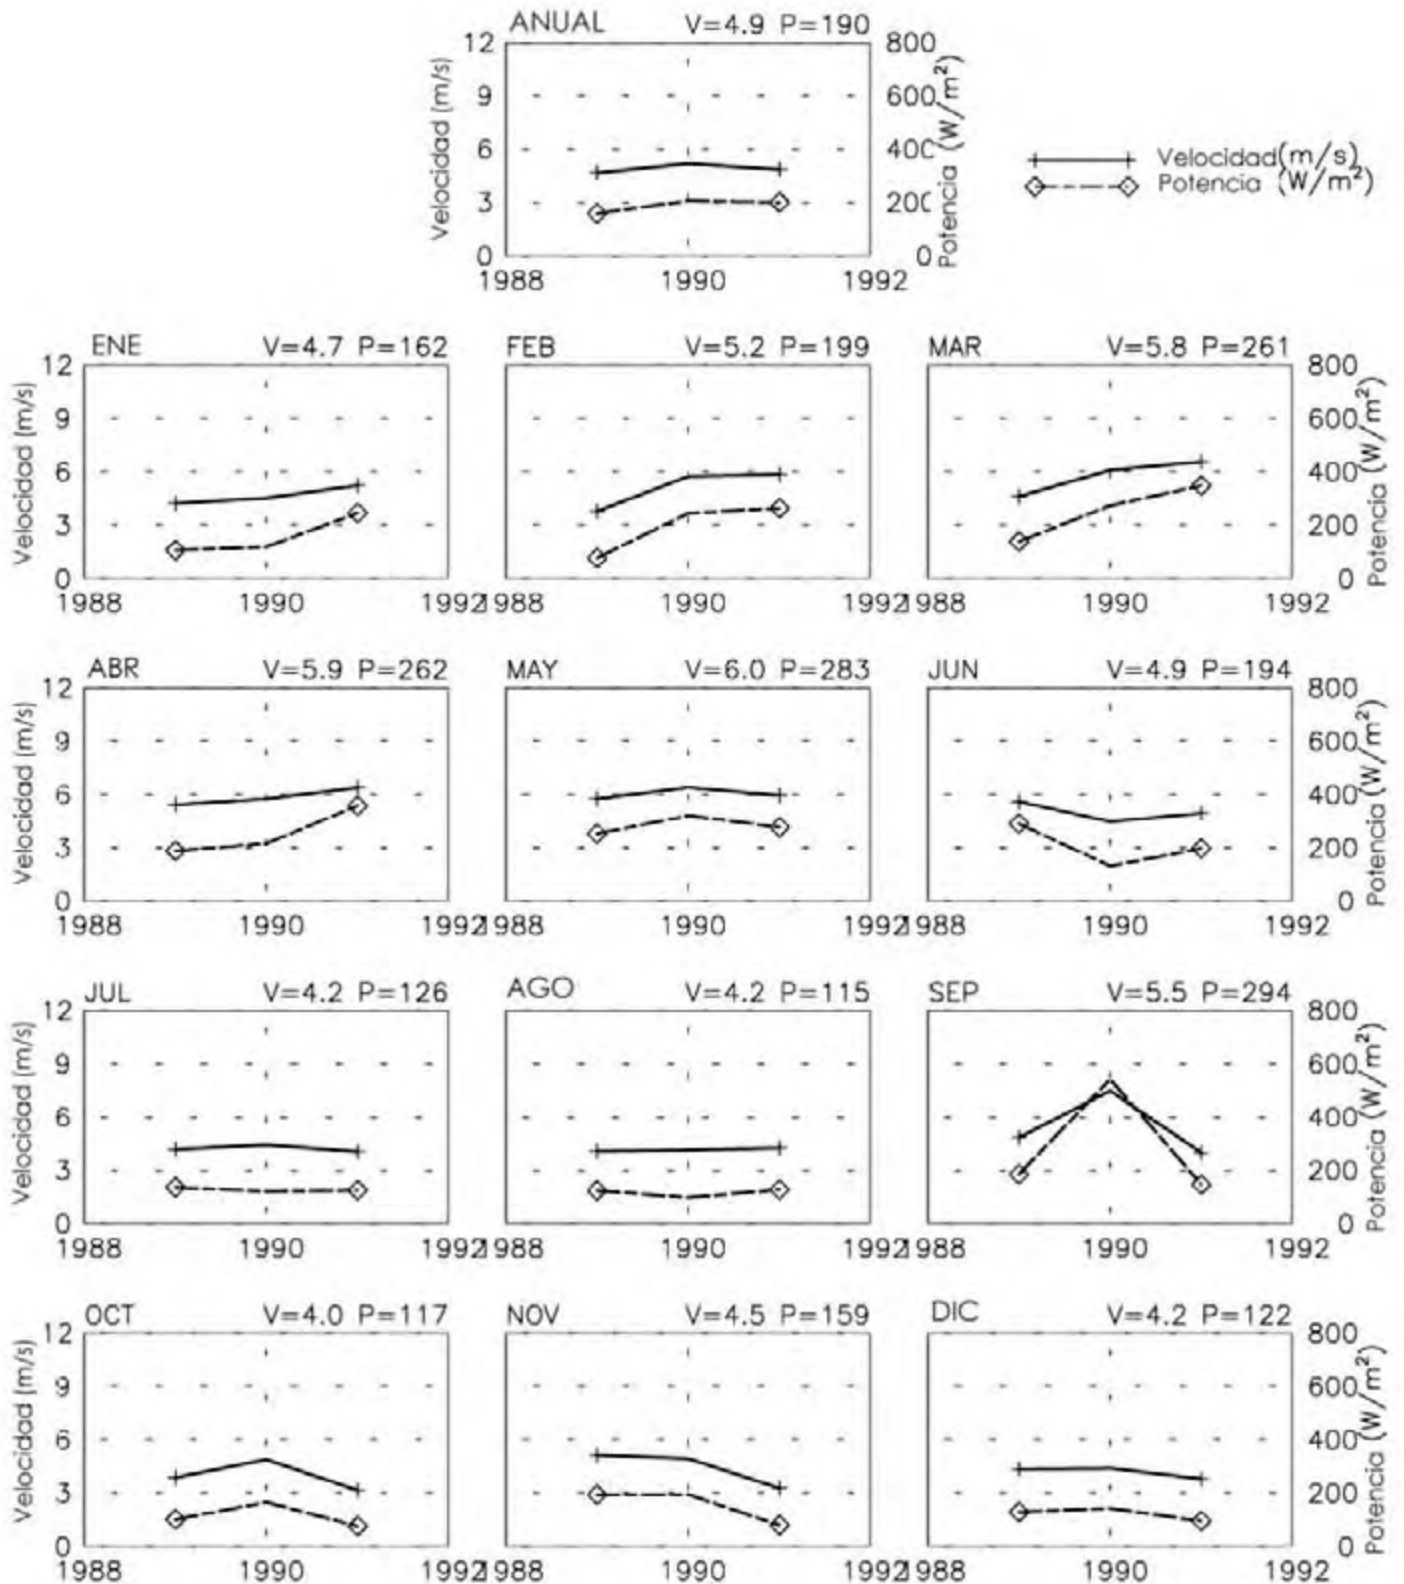 ANUAL V=4.9 P=190
12 800
9 600
6 400
3 200
0 0
1988 1990 1992
Velocidad (m/s)
Potencia (W/m²)
Velocidad(m/s)
Potencia (W/m²)
ENE V=4.7 P=162 FEB V=5.2 P=199 MAR V=5.8 P=261
12 800
9 600
6 400
3 200
0 0
1988 1990 1992 1988 1990 1992 1988 1990 1992
Velocidad (m/s)
Potencia (W/m²)
ABR V=5.9 P=262 MAY V=6.0 P=283 JUN V=4.9 P=194
12 800
9 600
6 400
3 200
0 0
1988 1990 1992 1988 1990 1992 1988 1990 1992
Velocidad (m/s)
Potencia (W/m²)
JUL V=4.2 P=126 AGO V=4.2 P=115 SEP V=5.5 P=294
12 800
9 600
6 400
3 200
0 0
1988 1990 1992 1988 1990 1992 1988 1990 1992
Velocidad (m/s)
Potencia (W/m²)
OCT V=4.0 P=117 NOV V=4.5 P=159 DIC V=4.2 P=122
12 800
9 600
6 400
3 200
0 0
1988 1990 1992 1988 1990 1992 1988 1990 1992
Velocidad (m/s)
Potencia (W/m²)